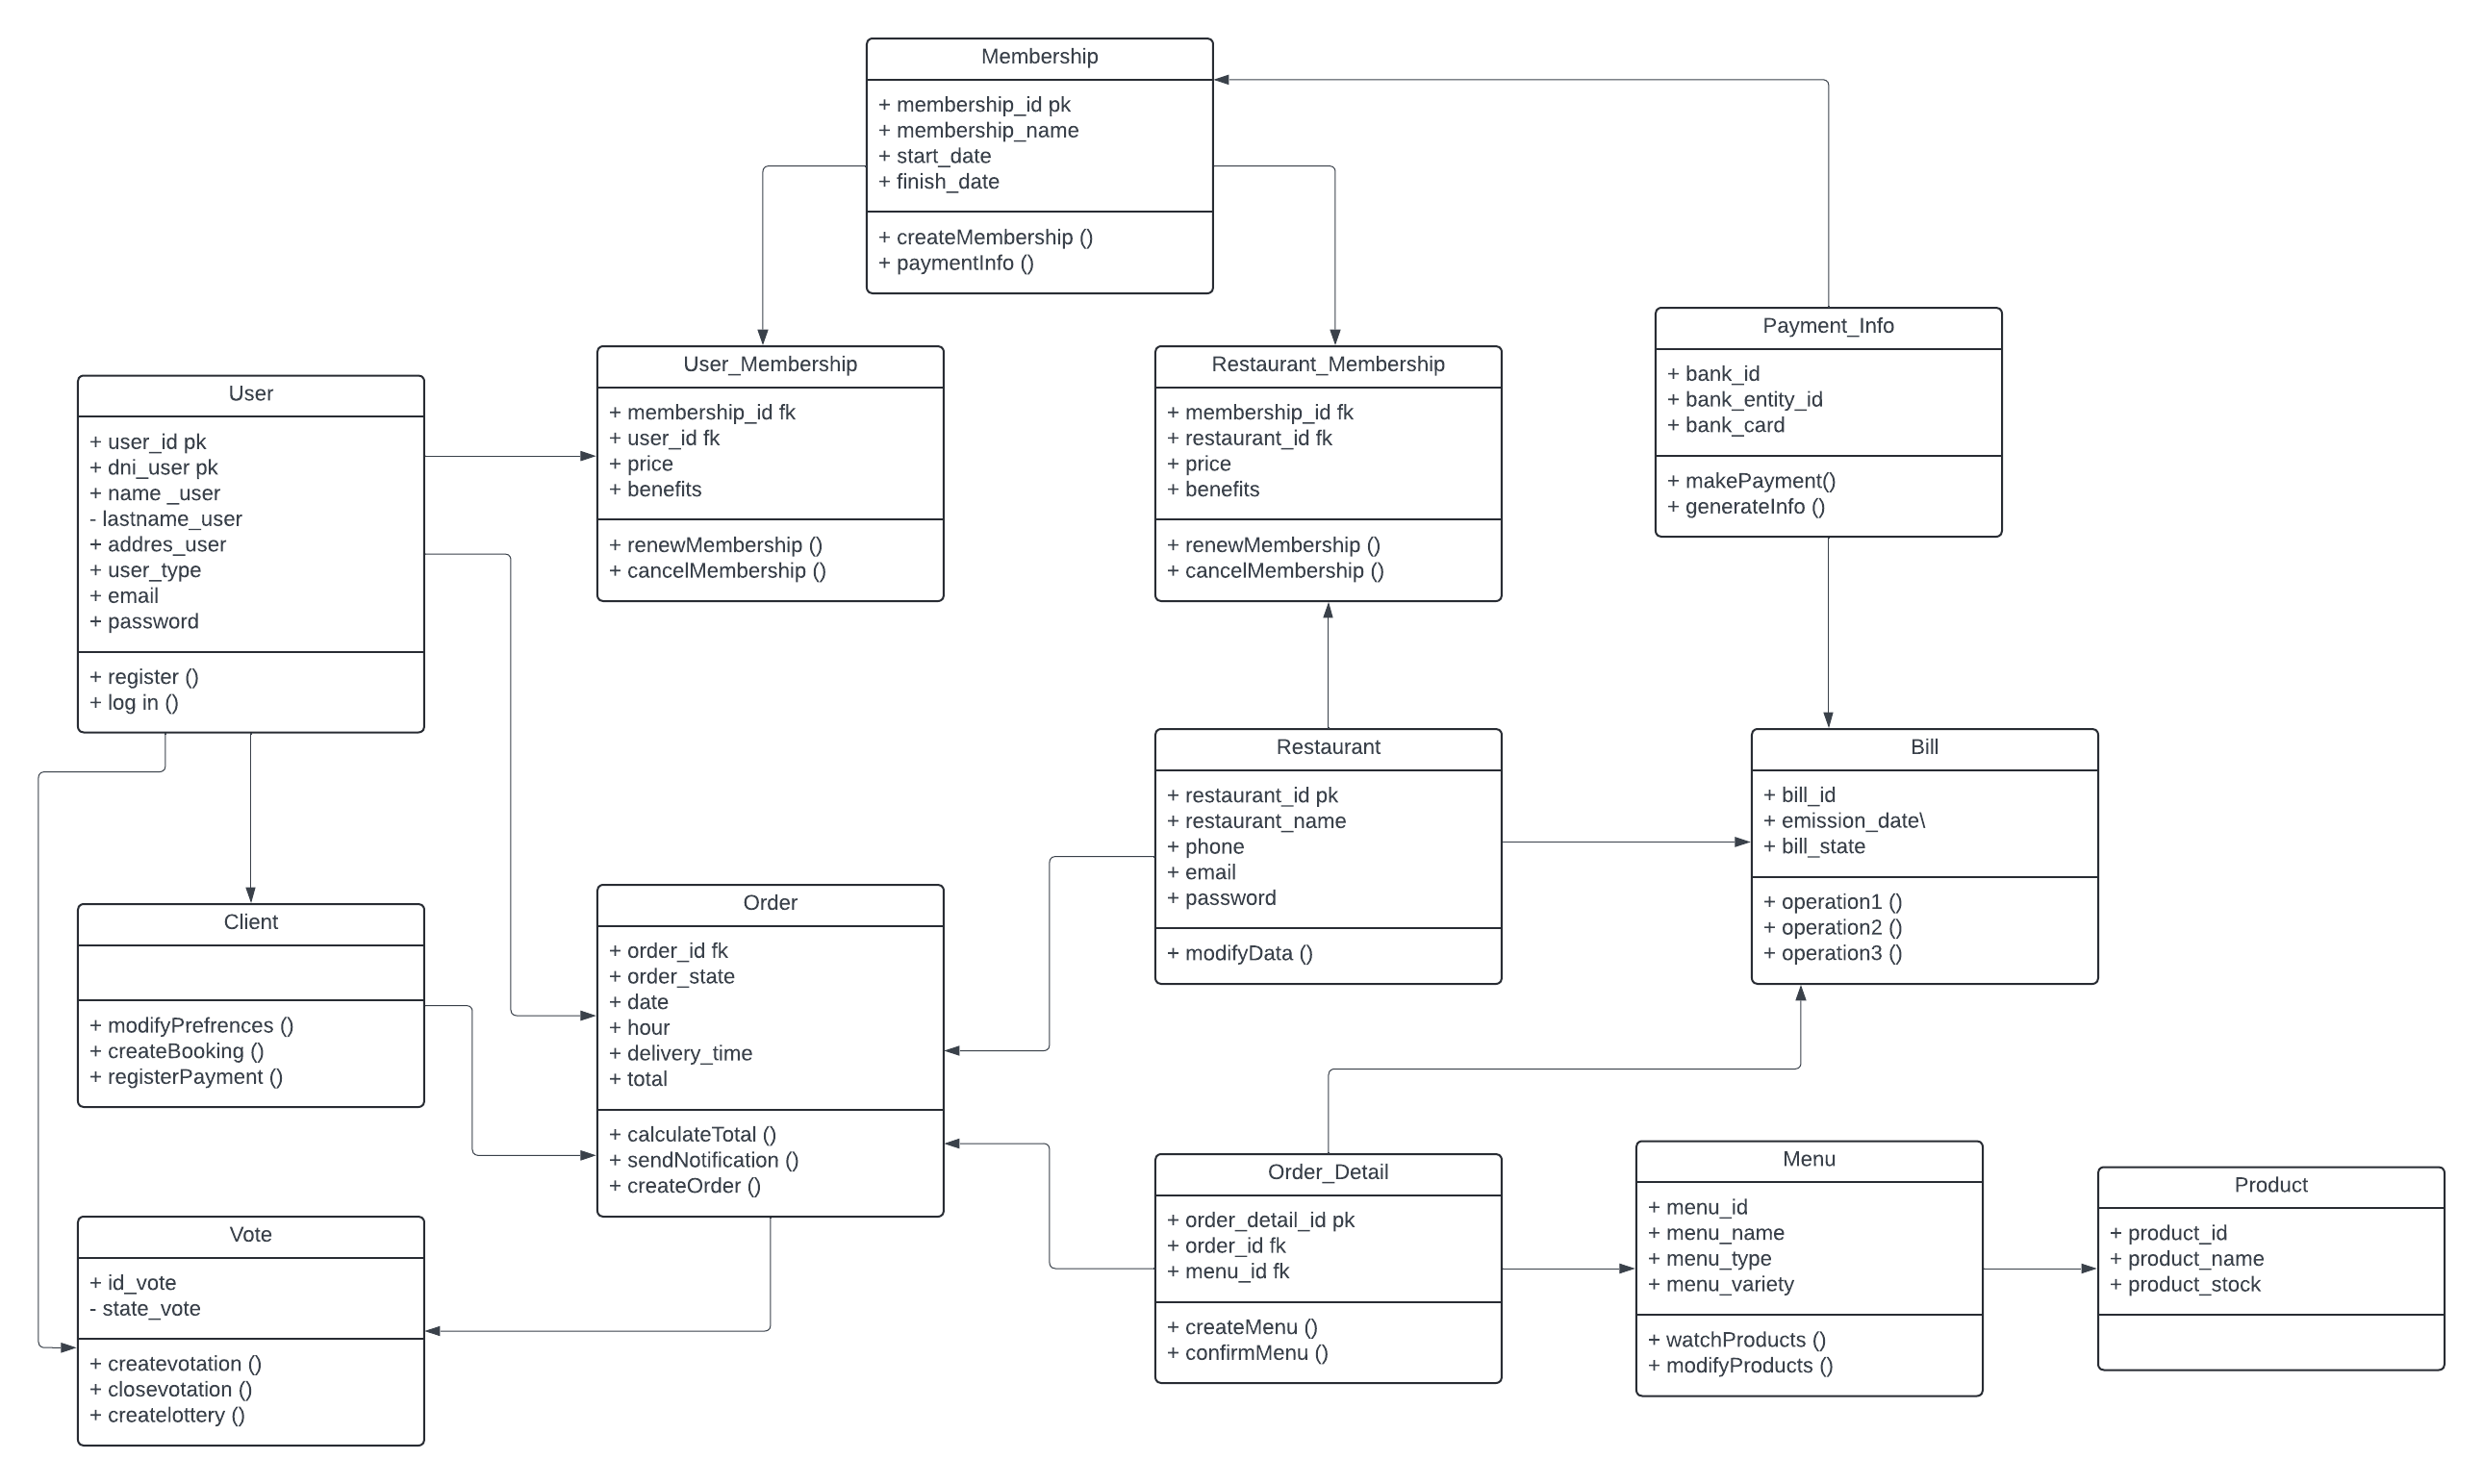 Membership
+ membership_id pk
+ membership_name
+ start_date
+ finish_date
+ createMembership ()
+ paymentInfo ()
Payment_Info
+ bank_id
+ bank_entity_id
+ bank_card
+ makePayment()
+ generateInfo ()
User_Membership
+ membership_id fk
+ user_id fk
+ price
+ benefits
+ renewMembership ()
+ cancelMembership ()
Restaurant_Membership
+ membership_id fk
+ restaurant_id fk
+ price
+ benefits
+ renewMembership ()
+ cancelMembership ()
User
+ user_id pk
+ dni_user pk
+ name _user
- lastname_user
+ addres_user
+ user_type
+ email
+ password
+ register ()
+ log in ()
Restaurant
+ restaurant_id pk
+ restaurant_name
+ phone
+ email
+ password
+ modifyData ()
Bill
+ bill_id
+ emission_date\
+ bill_state
+ operation1 ()
+ operation2 ()
+ operation3 ()
Client
+ modifyPrefrences ()
+ createBooking ()
+ registerPayment ()
Order
+ order_id fk
+ order_state
+ date
+ hour
+ delivery_time
+ total
+ calculateTotal ()
+ sendNotification ()
+ createOrder ()
Order_Detail
+ order_detail_id pk
+ order_id fk
+ menu_id fk
+ createMenu ()
+ confirmMenu ()
Menu
+ menu_id
+ menu_name
+ menu_type
+ menu_variety
+ watchProducts ()
+ modifyProducts ()
Product
+ product_id
+ product_name
+ product_stock
Vote
+ id_vote
- state_vote
+ createvotation ()
+ closevotation ()
+ createlottery ()